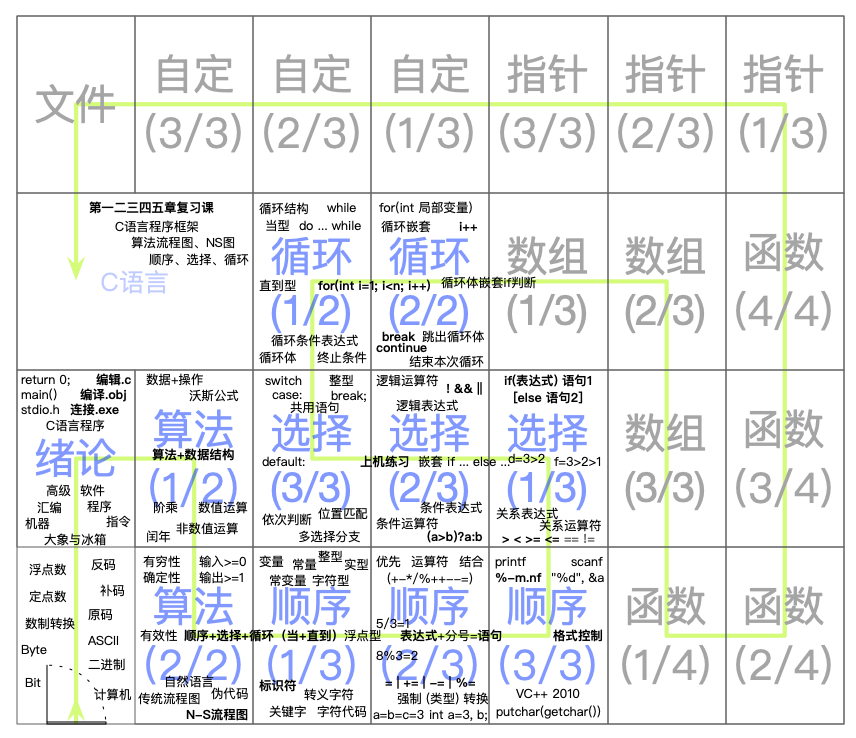 文件
自定
(3/3)
自定
(2/3)
自定
(1/3)
指针
(3/3)
指针
(2/3)
指针
(1/3)
第一二三四五章复习课
C语言程序框架
算法流程图、NS图
顺序、选择、循环
C语言
循环结构 while
当型 do ... while
循环
直到型 for(int i=1; i<n; i++)
(1/2)
循环条件表达式
循环体 终止条件
for(int 局部变量)
循环嵌套 i++
循环
循环体嵌套if判断
(2/2)
break 跳出循环体
continue
结束本次循环
数组
(1/3)
数组
(2/3)
函数
(4/4)
return 0; 编辑.c
main() 编译.obj
stdio.h 连接.exe
C语言程序
绪论
高级 软件
汇编 程序
机器 指令
大象与冰箱
数据+操作
沃斯公式
算法
算法+数据结构
(1/2)
阶乘 数值运算
闰年 非数值运算
switch 整型
case: break;
共用语句
选择
default:
(3/3)
依次判断 位置匹配
多选择分支
逻辑运算符 ! && ||
逻辑表达式
选择
上机练习 嵌套 if ... else ...
(2/3)
条件表达式
条件运算符
(a>b)?a:b
if(表达式) 语句1
[else 语句2]
选择
d=3>2 f=3>2>1
(1/3)
关系表达式
关系运算符
> < >= <= == !=
数组
(3/3)
函数
(3/4)
浮点数 反码
定点数 补码
数制转换 原码
Byte ASCII
二进制
Bit 计算机
有穷性 输入>=0
确定性 输出>=1
算法
有效性 顺序+选择+循环（当+直到）
(2/2)
自然语言
传统流程图 伪代码
N-S流程图
变量 常量 整型 实型
常变量 字符型
顺序
浮点型
(1/3)
标识符 转义字符
关键字 字符代码
优先 运算符 结合
(+-*/%++--=)
顺序
5/3=1
表达式+分号=语句
8%3=2
(2/3)
= | += | -= | %=
强制 (类型) 转换
a=b=c=3 int a=3, b;
printf scanf
%-m.nf "%d", &a
顺序
格式控制
(3/3)
VC++ 2010
putchar(getchar())
函数
(1/4)
函数
(2/4)